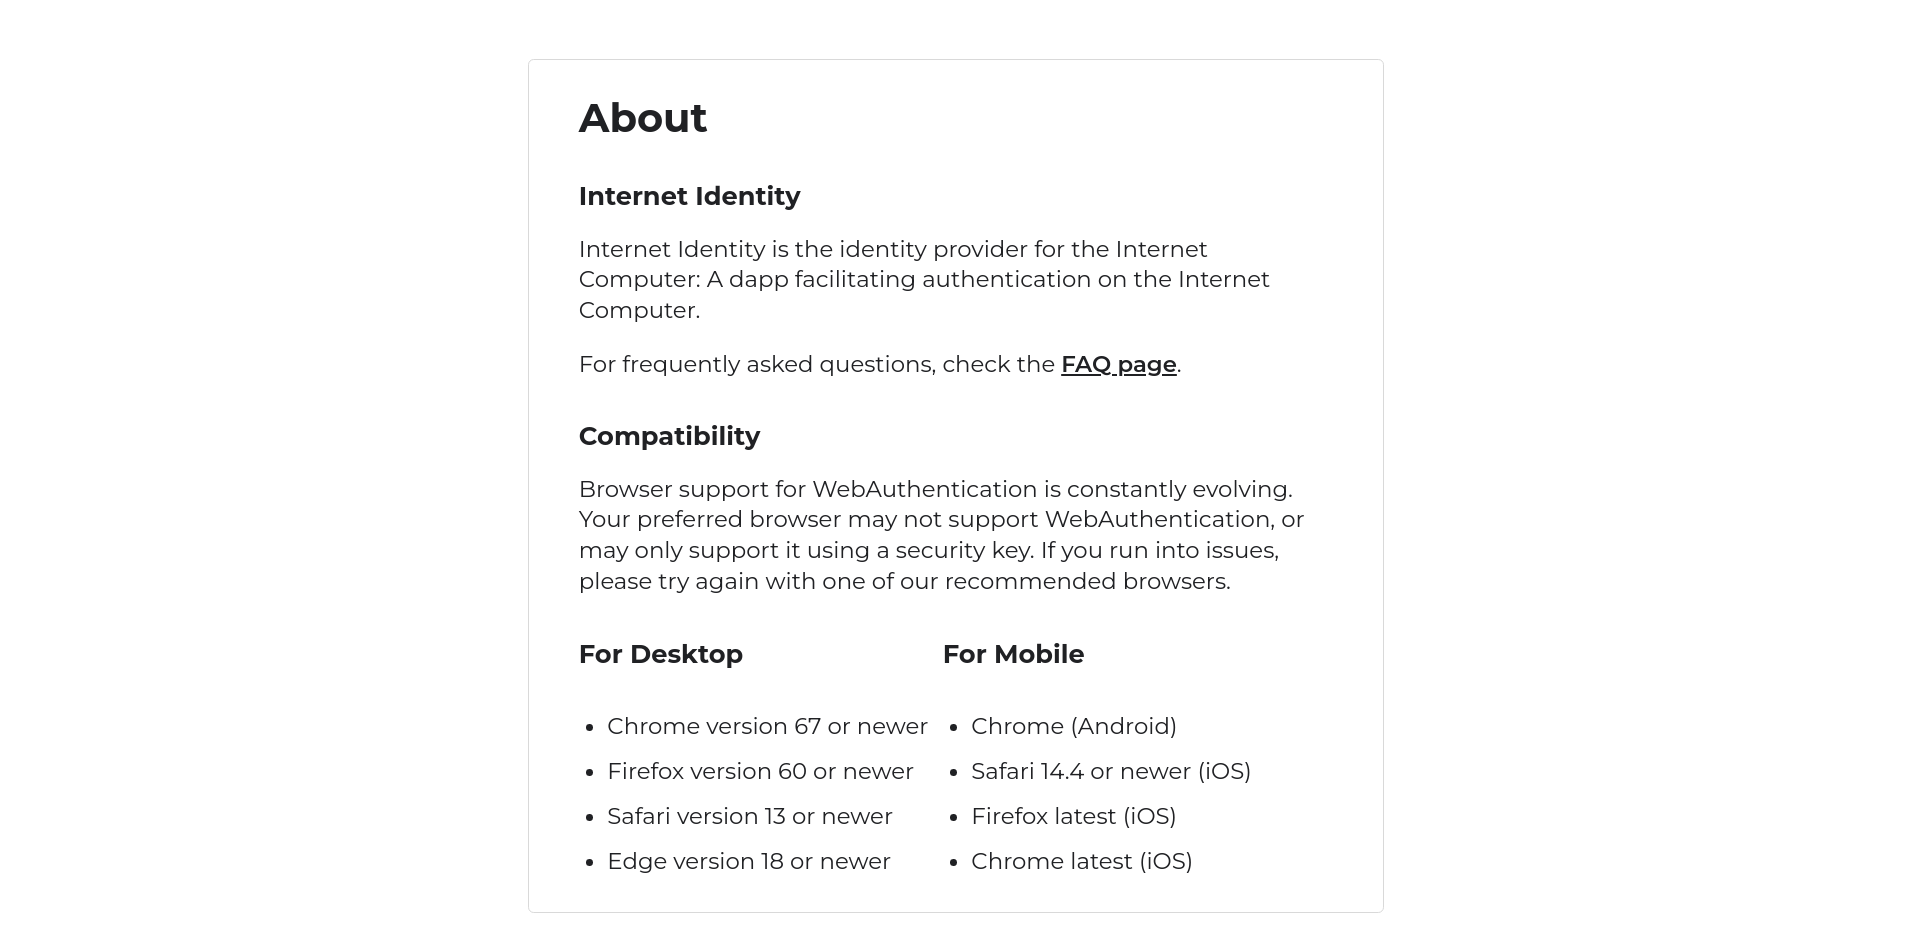 About
Internet Identity
Internet Identity is the identity provider for the Internet
Computer: A dapp facilitating authentication on the Internet
Computer.
For frequently asked questions, check the FAQ page.
Compatibility
Browser support for WebAuthentication is constantly evolving.
Your preferred browser may not support WebAuthentication, or
may only support it using a security key. If you run into issues,
please try again with one of our recommended browsers.
For Desktop
Chrome version 67 or newer
Firefox version 60 or newer
Safari version 13 or newer
Edge version 18 or newer
For Mobile
Chrome (Android)
Safari 14.4 or newer (iOS)
Firefox latest (iOS)
Chrome latest (iOS)